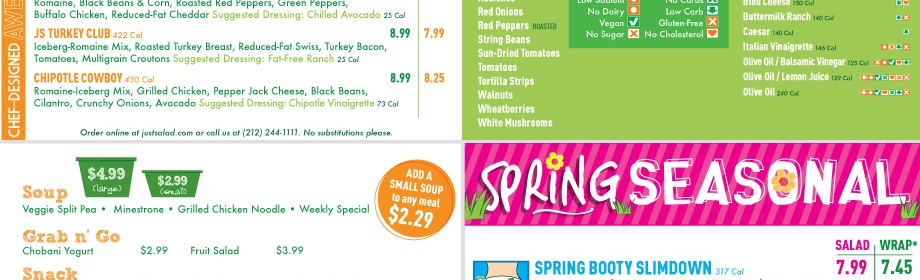 CHEF-DESIGNED
Romaine, Black Beans & Corn, Roasted Red Peppers, Green Peppers,
Buffalo Chicken, Reduced-Fat Cheddar Suggested Dressing: Chilled Avocado 25 Cal
JS TURKEY CLUB 422 Cal 8.99 7.99
Iceberg-Romaine Mix, Roasted Turkey Breast, Reduced-Fat Swiss, Turkey Bacon,
Tomatoes, Multigrain Croutons Suggested Dressing: Fat-Free Ranch 25 Cal
CHIPOTLE COWBOY 430 Cal 8.99 8.25
Romaine-Iceberg Mix, Grilled Chicken, Pepper Jack Cheese, Black Beans,
Cilantro, Crunchy Onions, Avocado Suggested Dressing: Chipotle Vinaigrette 73 Cal
Order online at justsalad.com or call us at (212) 244-1111. No substitutions please.
Red Onions
Red Peppers ROASTED
String Beans
Sun-Dried Tomatoes
Tomatoes
Tortilla Strips
Walnuts
Wheatberries
White Mushrooms
No Dairy Low Carb
Vegan Gluten-Free
No Sugar No Cholesterol
Bleu Cheese 150 Cal
Buttermilk Ranch 140 Cal
Caesar 140 Cal
Italian Vinaigrette 146 Cal
Olive Oil / Balsamic Vinegar 125 Cal
Olive Oil / Lemon Juice 129 Cal
Olive Oil 240 Cal
$4.99
(large)
$2.99
(small)
ADD A
SMALL SOUP
to any meal
$2.29
Soup
Veggie Split Pea • Minestrone • Grilled Chicken Noodle • Weekly Special
Grab n' Go
Chobani Yogurt $2.99 Fruit Salad $3.99
Snack
SPRING SEASONAL
SALAD WRAP*
SPRING BOOTY SLIMDOWN 317 Cal 7.99 7.45